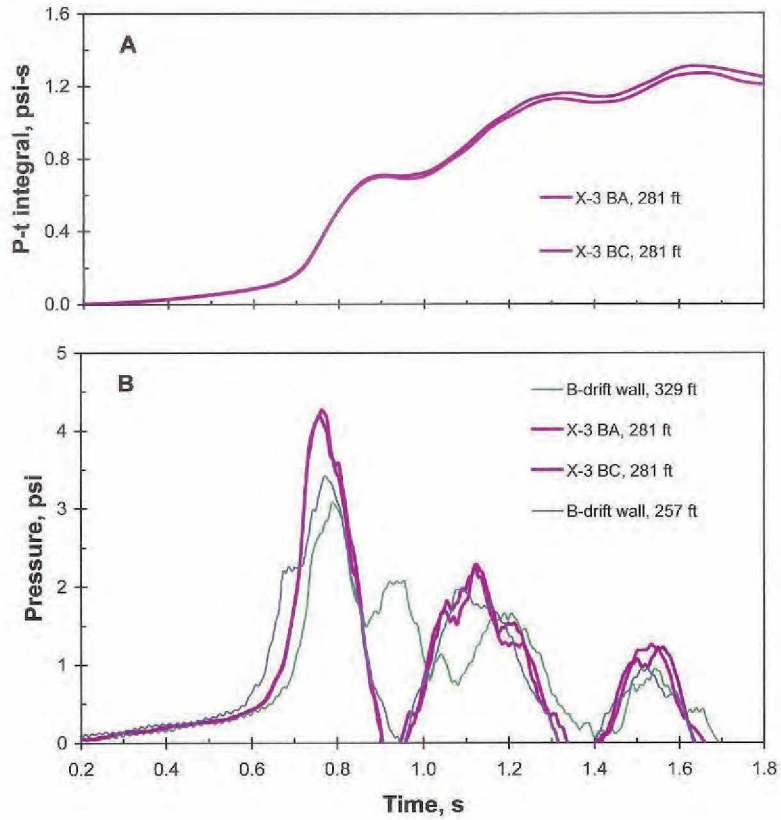 A
1.6
1.2
0.8
0.4
0.0
P-t integral, psi-s
X-3 BA, 281 ft
X-3 BC, 281 ft
B
5
4
3
2
1
0
Pressure, psi
B-drift wall, 329 ft
X-3 BA, 281 ft
X-3 BC, 281 ft
B-drift wall, 257 ft
0.2 0.4 0.6 0.8 1.0 1.2 1.4 1.6 1.8
Time, s